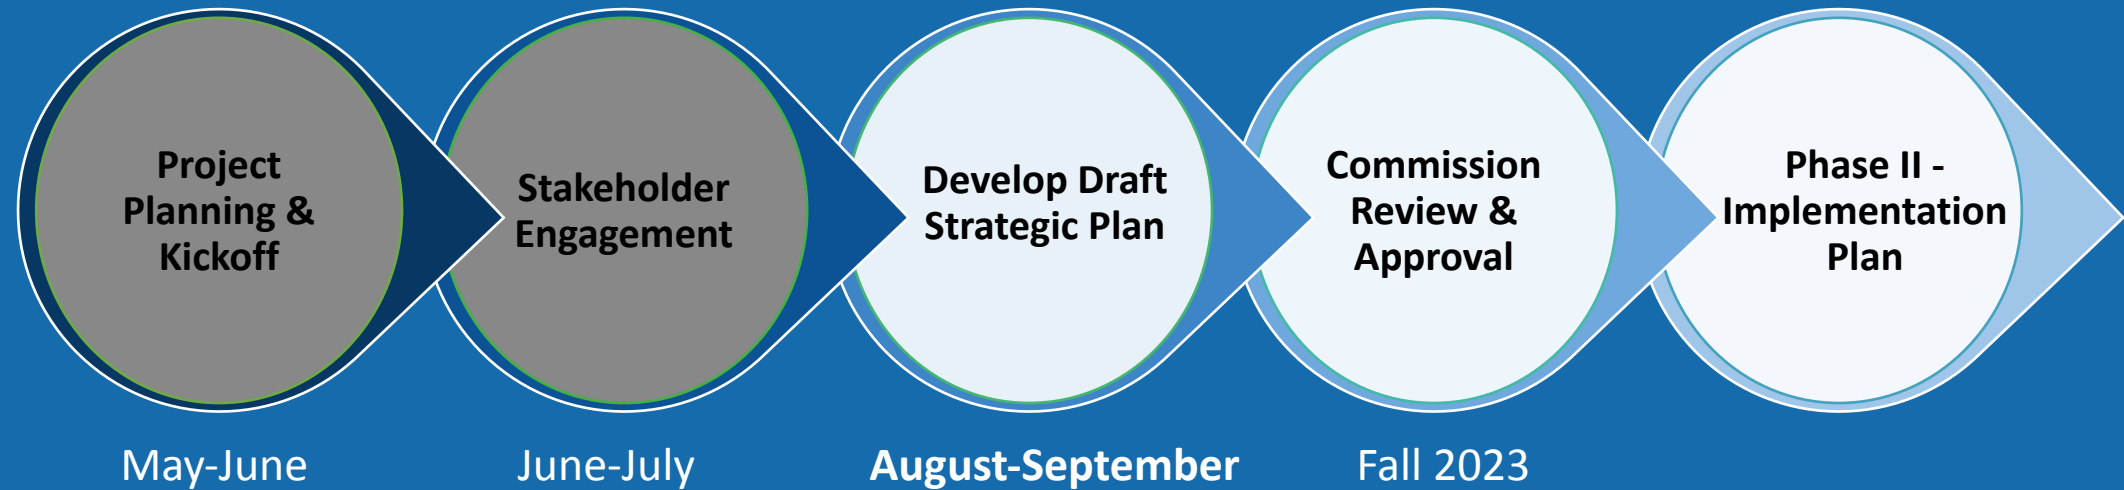 Project
Planning &
Kickoff
Stakeholder
Engagement
Develop Draft
Strategic Plan
Commission
Review &
Approval
Phase II -
Implementation
Plan
May-June
June-July
August-September
Fall 2023